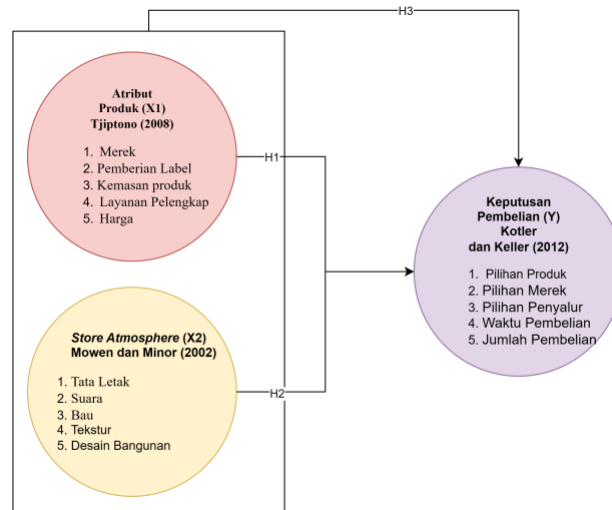 H3
Atribut
Produk (X1)
Tjiptono (2008)
1. Merek
2. Pemberian Label
3. Kemasan produk
4. Layanan Pelengkap
5. Harga
H1
Keputusan
Pembelian (Y)
Kotler
dan Keller (2012)
1. Pilihan Produk
2. Pilihan Merek
3. Pilihan Penyalur
4. Waktu Pembelian
5. Jumlah Pembelian
Store Atmosphere (X2)
Mowen dan Minor (2002)
1. Tata Letak
2. Suara
3. Bau
4. Tekstur
5. Desain Bangunan
H2